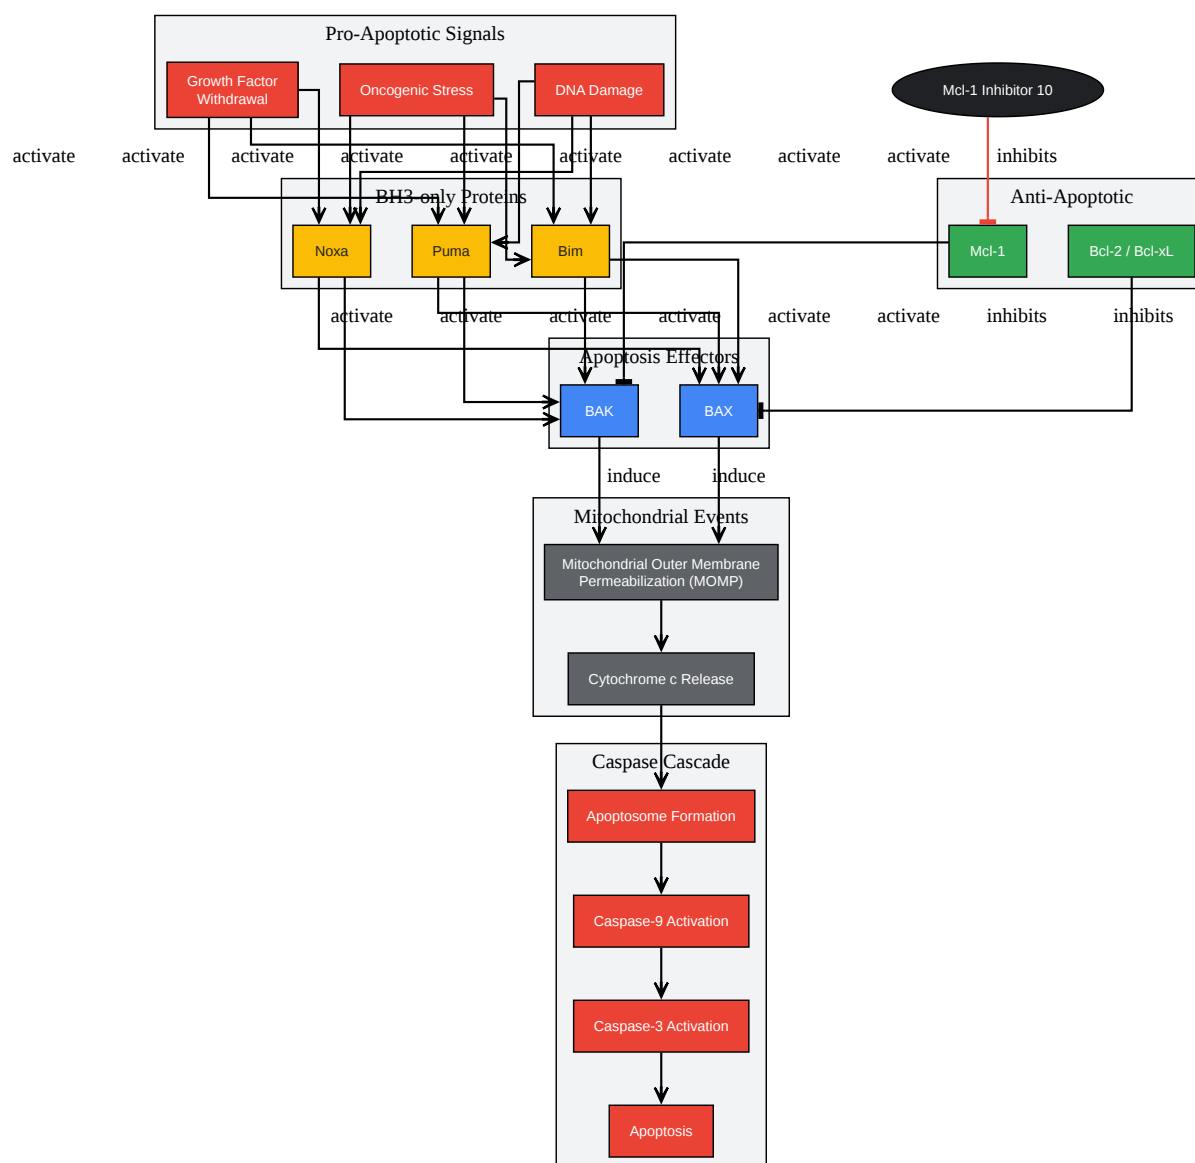 Pro-Apoptotic Signals
Growth Factor
Withdrawal
Oncogenic Stress
DNA Damage
Mcl-1 Inhibitor 10
activate activate activate activate activate activate activate activate activate inhibits
BH3-only Proteins
Anti-Apoptotic
Noxa
Puma
Bim
Mcl-1
Bcl-2 / Bcl-xL
activate activate activate activate activate activate inhibits inhibits
Apoptosis Effectors
BAK
BAX
induce induce
Mitochondrial Events
Mitochondrial Outer Membrane
Permeabilization (MOMP)
Cytochrome c Release
Caspase Cascade
Apoptosome Formation
Caspase-9 Activation
Caspase-3 Activation
Apoptosis